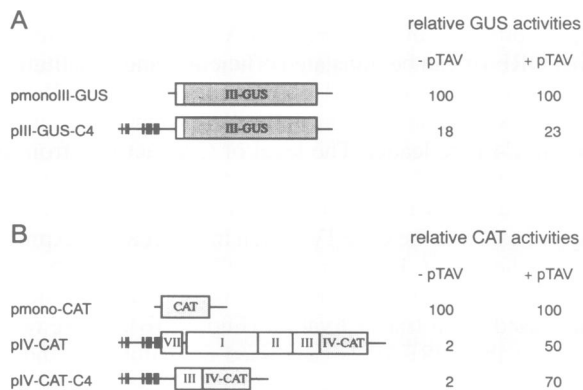 A
relative GUS activities
- pTAV + pTAV
pmonoIII-GUS III-GUS 100 100
pIII-GUS-C4 III-GUS 18 23
B
relative CAT activities
- pTAV + pTAV
pmono-CAT CAT 100 100
pIV-CAT VII I II III IV-CAT 2 50
pIV-CAT-C4 III IV-CAT 2 70